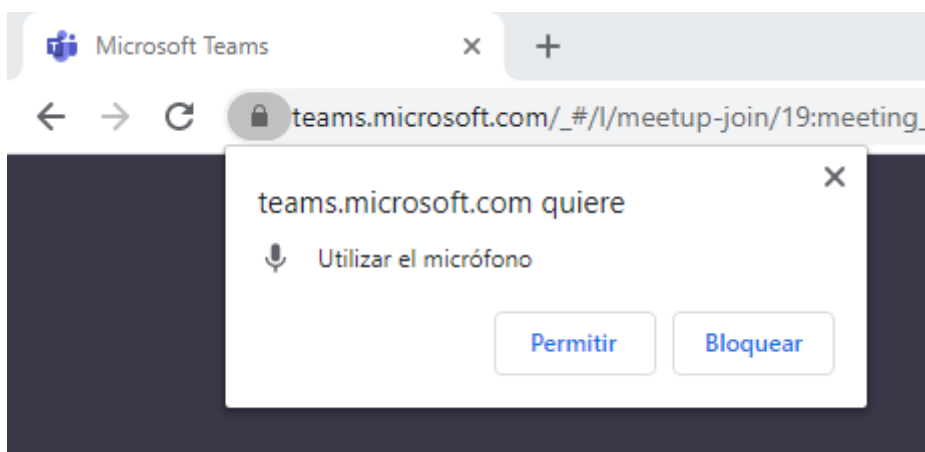 Microsoft Teams
teams.microsoft.com/_#/l/meetup-join/19:meeting_
teams.microsoft.com quiere
Utilizar el micrófono
Permitir Bloquear